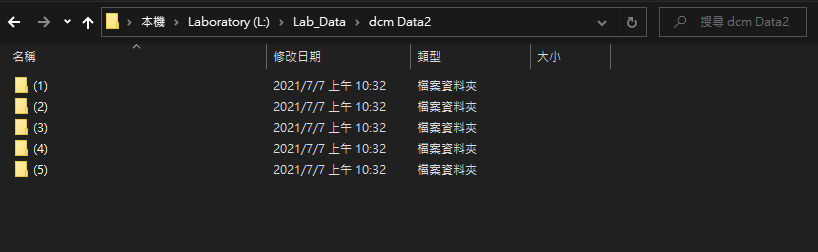 本機 > Laboratory (L:) > Lab_Data > dcm Data2 搜尋 dcm Data2
名稱 修改日期 類型 大小
(1) 2021/7/7 上午 10:32 檔案資料夾
(2) 2021/7/7 上午 10:32 檔案資料夾
(3) 2021/7/7 上午 10:32 檔案資料夾
(4) 2021/7/7 上午 10:32 檔案資料夾
(5) 2021/7/7 上午 10:32 檔案資料夾